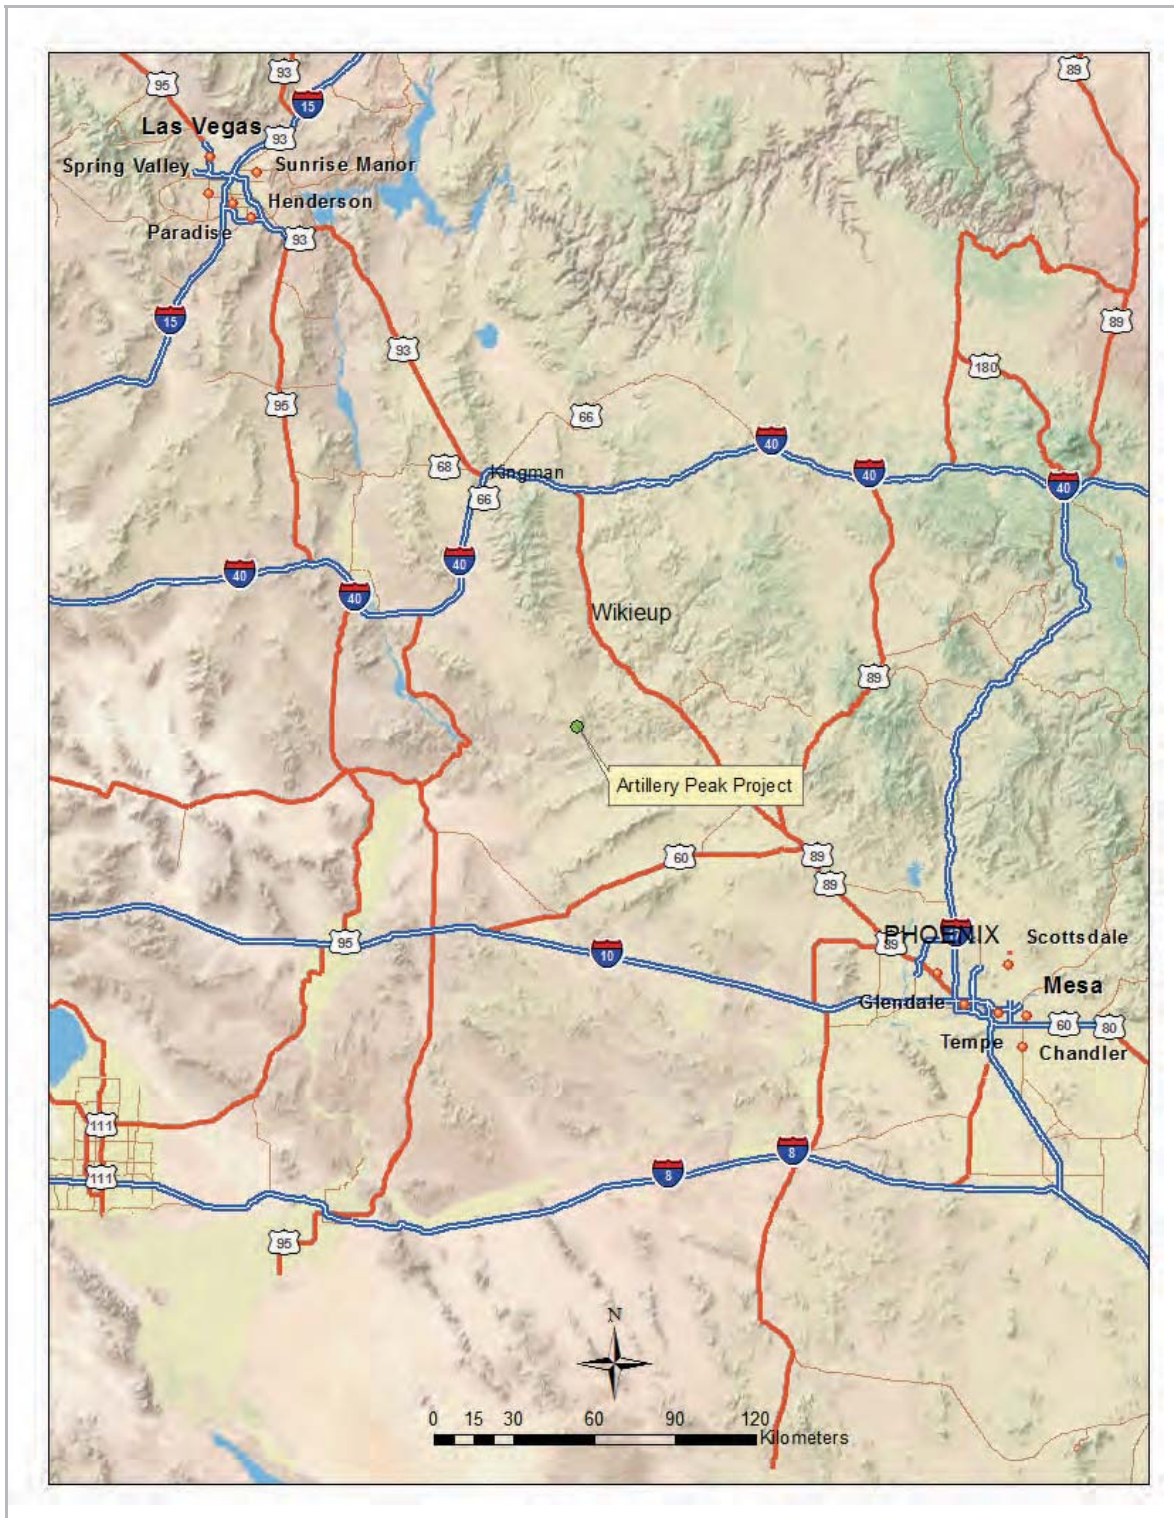 89
93
95
15
Las Vegas
93
Spring Valley
Sunrise Manor
Henderson
Paradise
93
15
89
93
180
95
66
40
68
Kingman
40
66
40
40
40
40
Wikieup
89
Artillery Peak Project
60
89
89
PHOENIX
Scottsdale
95
89
10
Mesa
Glendale
60
80
Tempe
Chandler
111
8
111
8
95
N
0 15 30 60 90 120
Kilometers